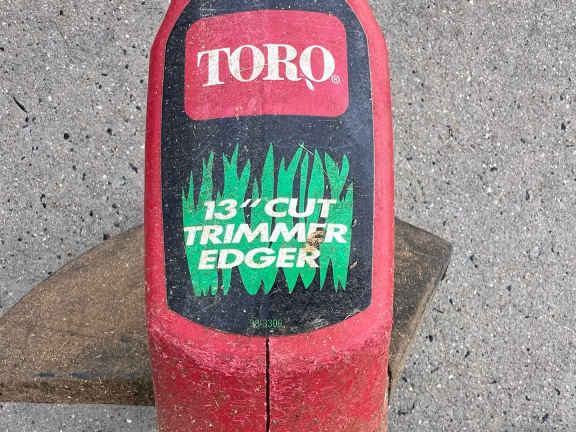 TORO®
13" CUT
TRIMMER
EDGER